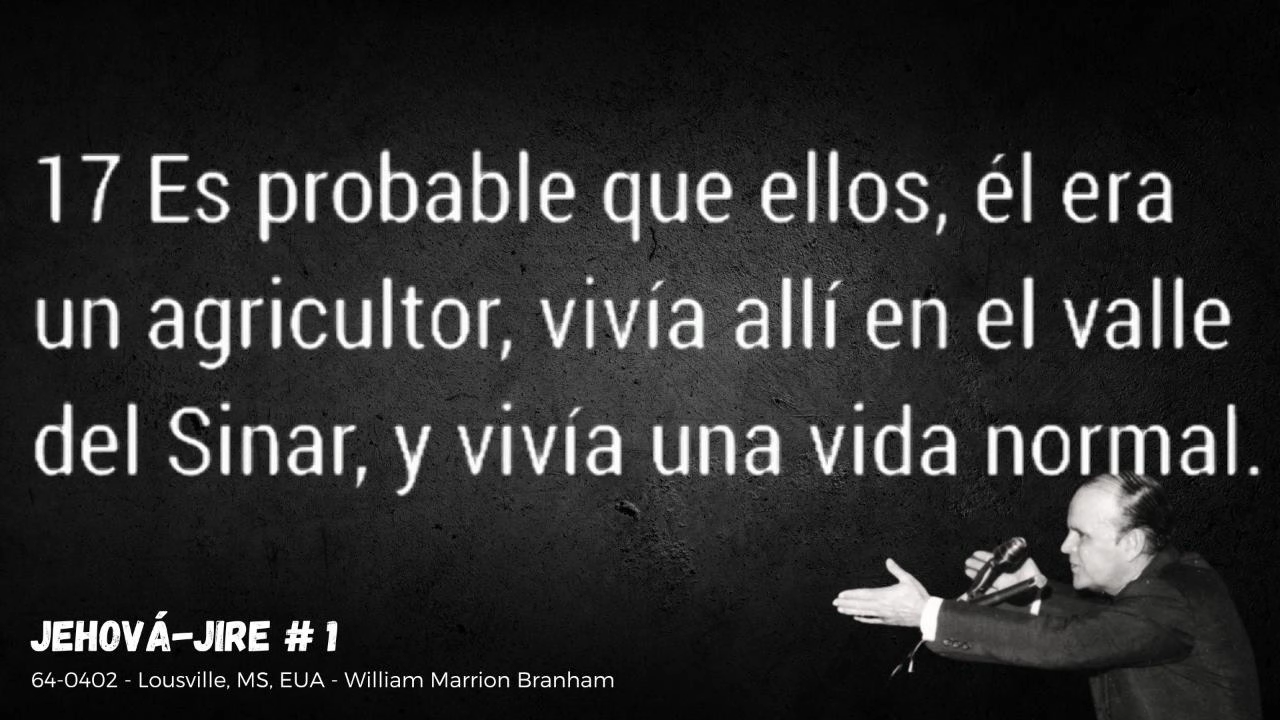 17 Es probable que ellos, él era
un agricultor, vivía allí en el valle
del Sinar, y vivía una vida normal.
JEHOVÁ-JIRE # 1
64-0402 - Lousville, MS, EUA - William Marrion Branham